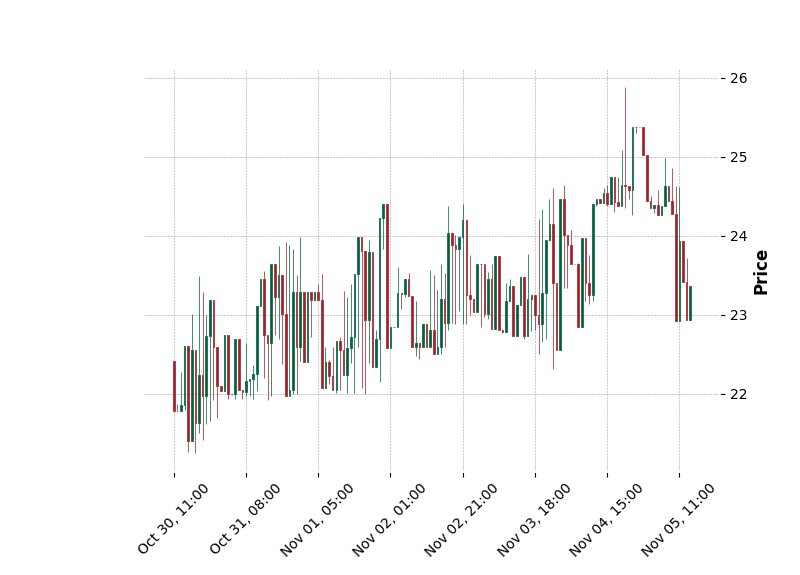 26
25
24
23
22
Price
Oct 30, 11:00
Oct 31, 08:00
Nov 01, 05:00
Nov 02, 01:00
Nov 02, 21:00
Nov 03, 18:00
Nov 04, 15:00
Nov 05, 11:00